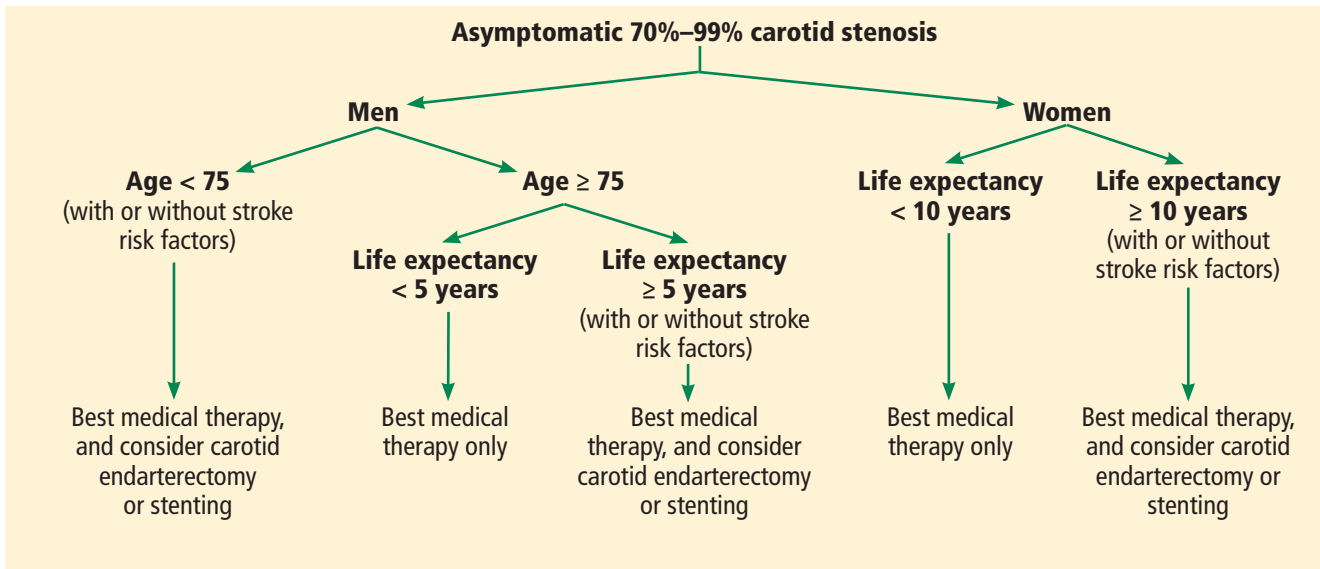 Asymptomatic 70%–99% carotid stenosis
Men
Women
Age < 75
(with or without stroke
risk factors)
Age ≥ 75
Life expectancy
< 5 years
Life expectancy
≥ 5 years
(with or without stroke
risk factors)
Life expectancy
< 10 years
Life expectancy
≥ 10 years
(with or without
stroke risk factors)
Best medical therapy,
and consider carotid
endarterectomy
or stenting
Best medical
therapy only
Best medical
therapy, and consider
carotid endarterectomy
or stenting
Best medical
therapy only
Best medical therapy,
and consider carotid
endarterectomy or
stenting